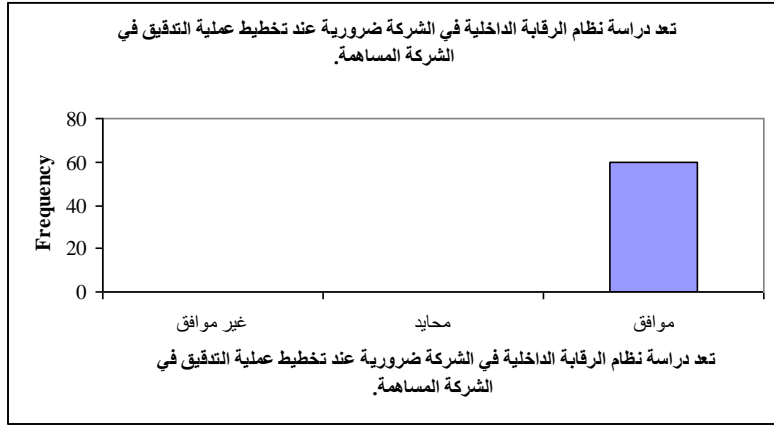 تعد دراسة نظام الرقابة الداخلية في الشركة ضرورية عند تخطيط عملية التدقيق في
الشركة المساهمة.
80
60
40
20
0
Frequency
غير موافق
محايد
موافق
تعد دراسة نظام الرقابة الداخلية في الشركة ضرورية عند تخطيط عملية التدقيق في
الشركة المساهمة.